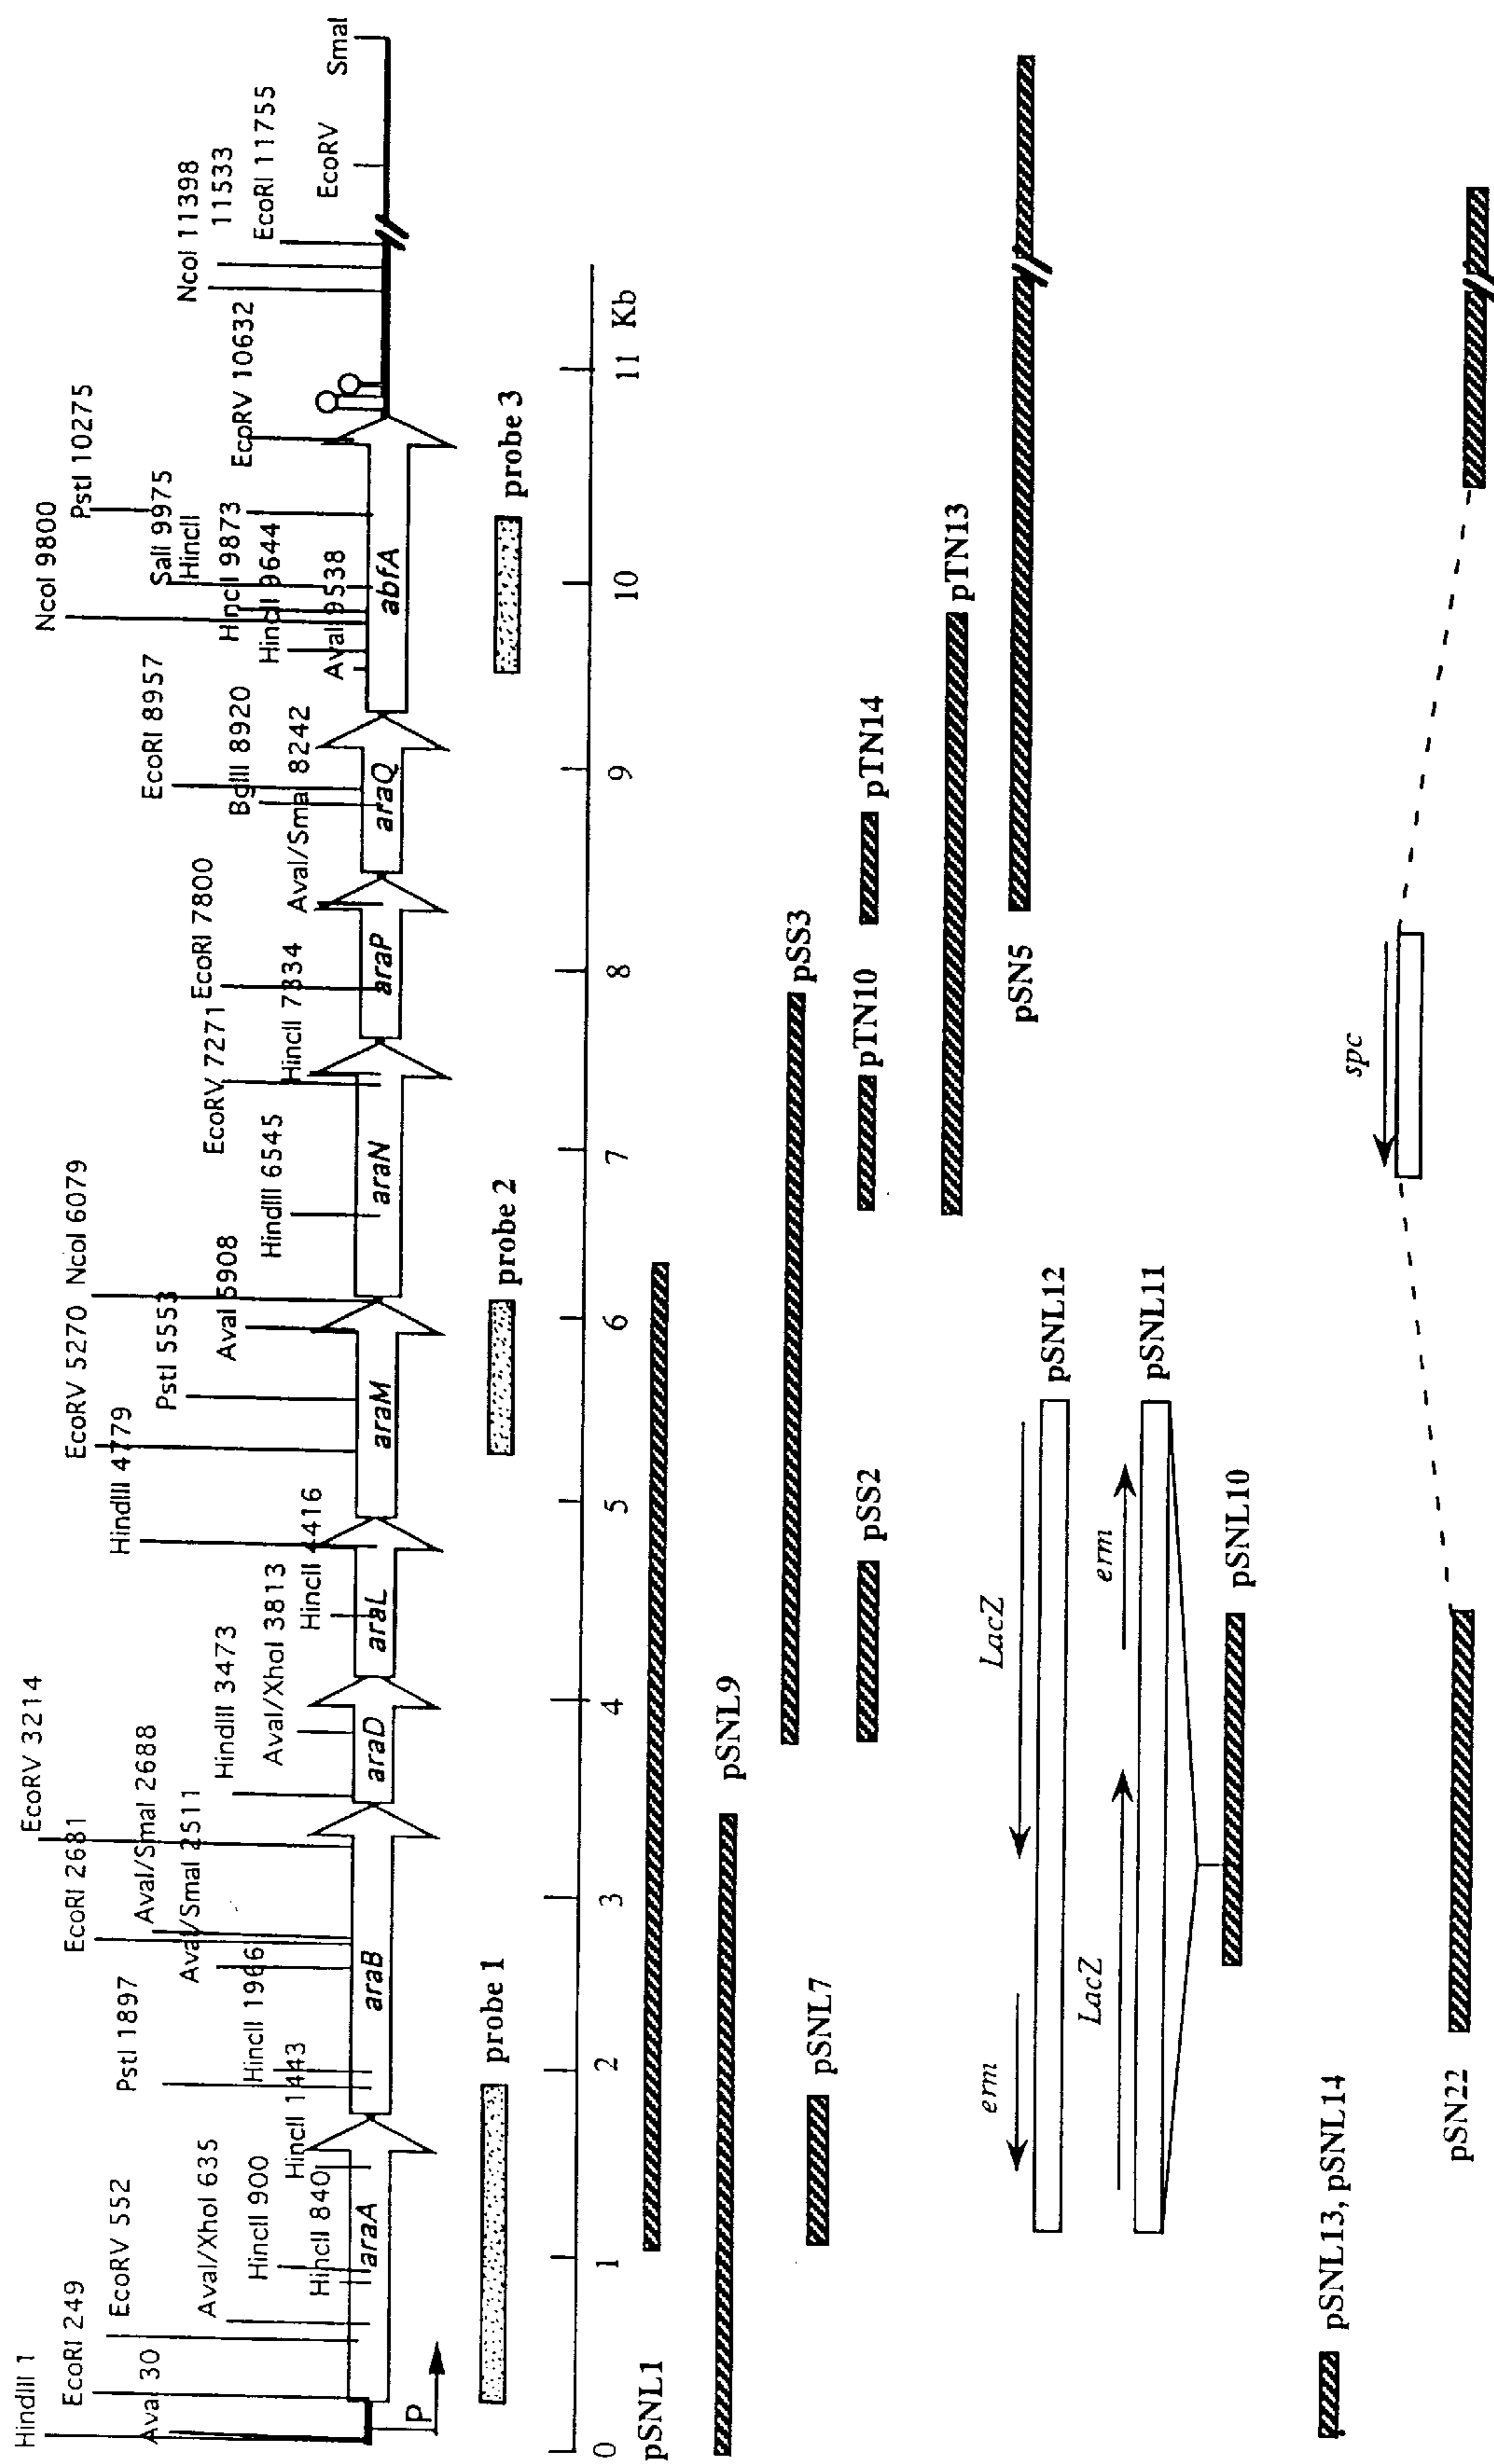 HindIII 1
EcoRI 249
AvaI 30
EcoRV 552
AvaI/XhoI 635
HincII 900
HincII 840
HincII 1443
PstI 1897
HincII 1966
AvaI/SmaI 2511
EcoRI 2681
AvaI/SmaI 2688
EcoRV 3214
HindIII 3473
AvaI/XhoI 3813
HincII 4416
HindIII 4779
EcoRV 5270
PstI 5553
AvaI 5908
NcoI 6079
HindIII 6545
EcoRV 7271
HincII 7334
EcoRI 7800
AvaI/SmaI 8242
BglII 8920
EcoRI 8957
AvaI 9538
HincII 9644
NcoI 9800
HincII 9873
SalI 9975
HincII
PstI 10275
EcoRV 10632
NcoI 11398
11533
EcoRI 11755
EcoRV
SmaI
araA
araB
araD
araL
araM
araN
araP
araQ
abfA
P
probe 1
probe 2
probe 3
0 1 2 3 4 5 6 7 8 9 10 11 Kb
pSNL1
pSNL9
pSS3
pSNL7
pSS2
pTN10
pTN14
pTN13
pSN5
erm
LacZ
pSNL12
LacZ
erm
pSNL11
pSNL10
pSNL13, pSNL14
spc
pSN22